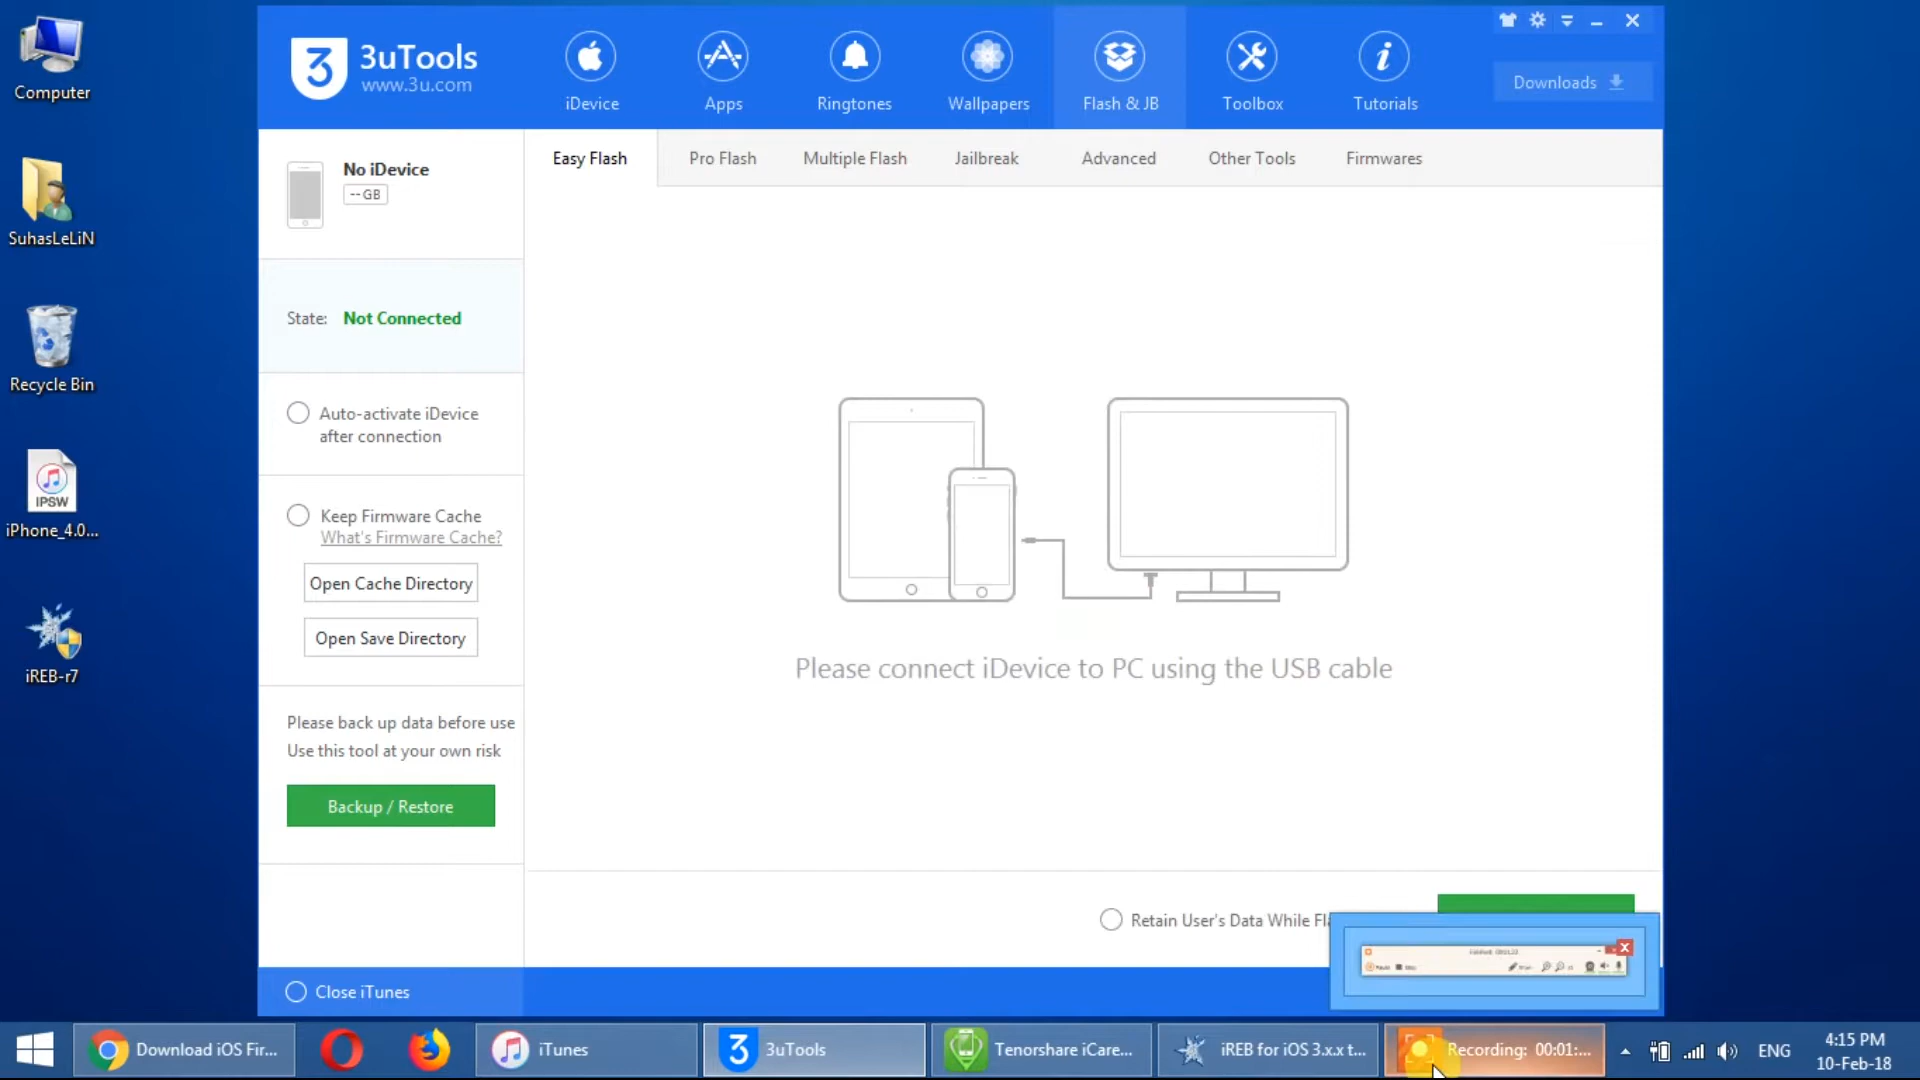 Computer
SuhasLeLiN
Recycle Bin
IPSW
iPhone_4.0...
iREB-r7
3
3uTools
www.3u.com
iDevice
Apps
Ringtones
Wallpapers
Flash & JB
Toolbox
i
Tutorials
Downloads
No iDevice
-- GB
State: Not Connected
Auto-activate iDevice
after connection
Keep Firmware Cache
What's Firmware Cache?
Open Cache Directory
Open Save Directory
Please back up data before use
Use this tool at your own risk
Backup / Restore
Close iTunes
Easy Flash
Pro Flash
Multiple Flash
Jailbreak
Advanced
Other Tools
Firmwares
Please connect iDevice to PC using the USB cable
Retain User's Data While Fla
Download iOS Fir...
iTunes
3
3uTools
Tenorshare iCare...
iREB for iOS 3.x.x t...
Recording: 00:01:...
ENG
4:15 PM
10-Feb-18